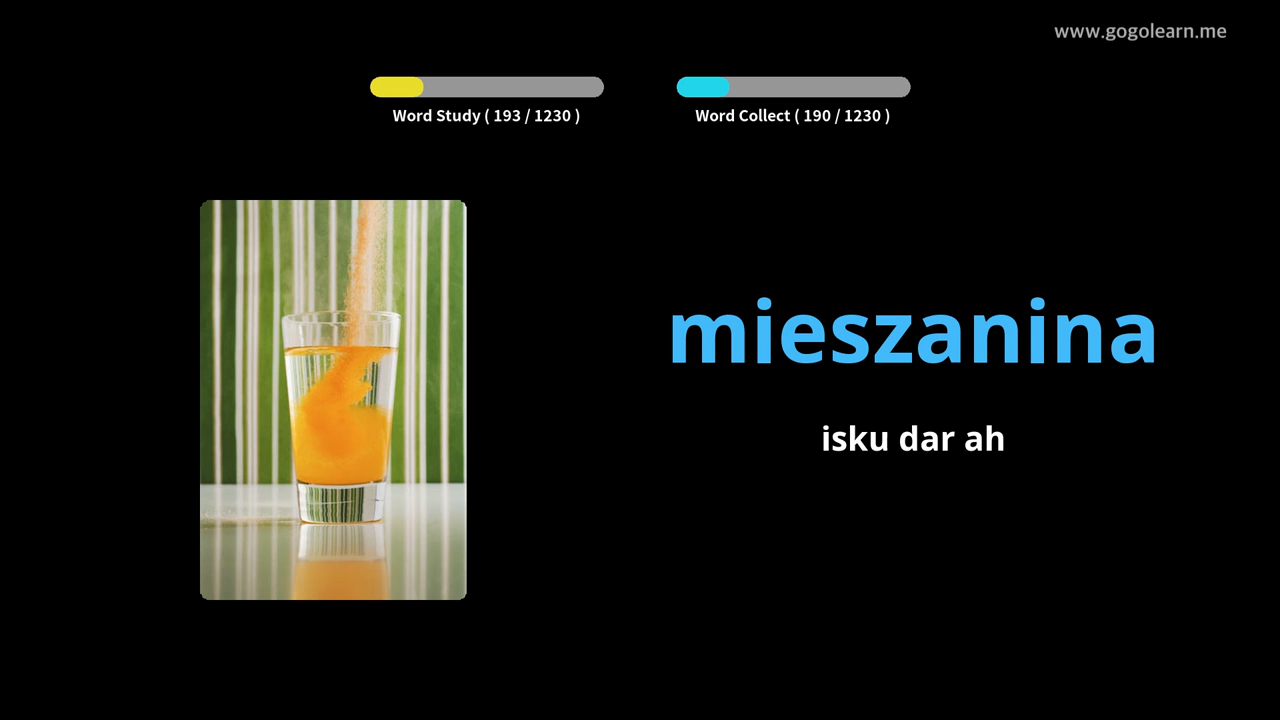 www.gogolearn.me
Word Study ( 193 / 1230 )
Word Collect ( 190 / 1230 )
mieszanina
isku dar ah